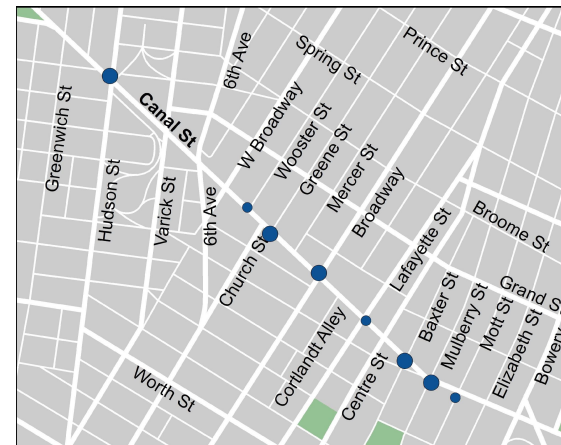 6th Ave
Spring St
Prince St
Greenwich St
Canal St
W Broadway
Wooster St
Greene St
Mercer St
Hudson St
Varick St
6th Ave
Broadway
Church St
Lafayette St
Broome St
Grand St
Baxter St
Mulberry St
Mott St
Elizabeth St
Bowery
Cortlandt Alley
Centre St
Worth St